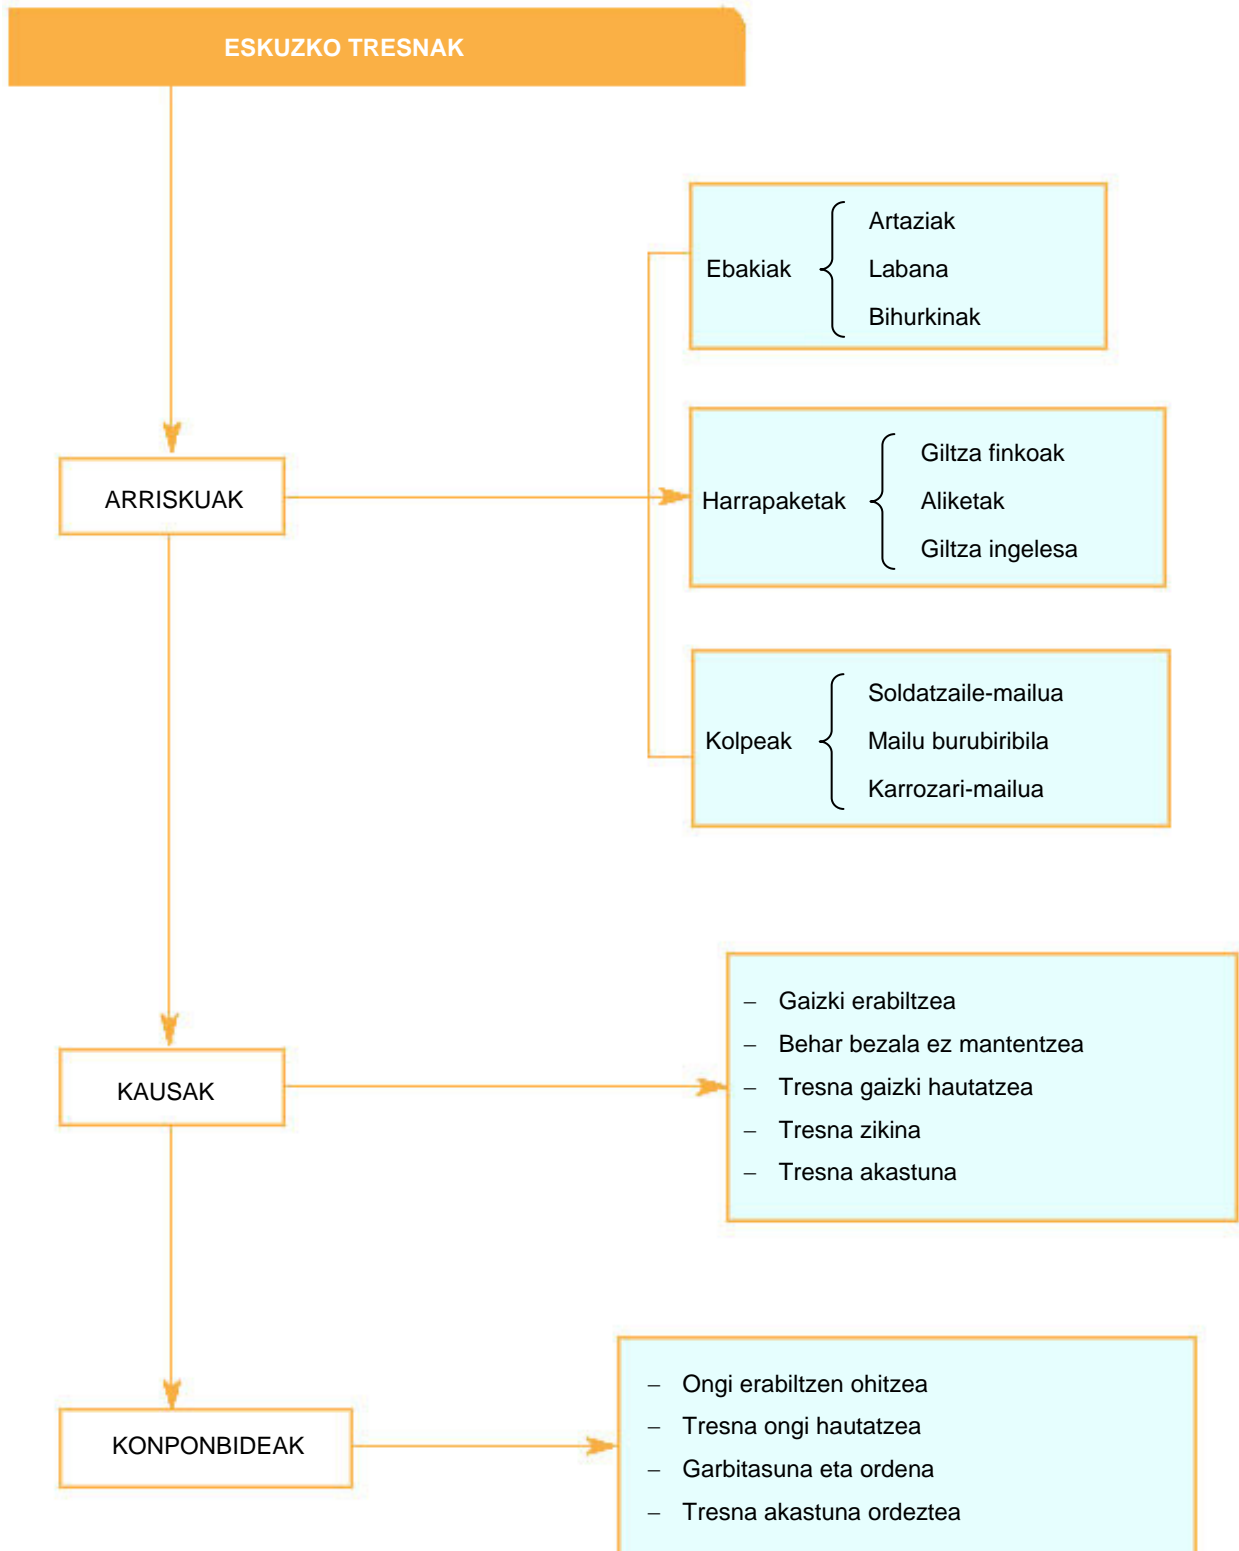 ESKUZKO TRESNAK
Artaziak
Ebakiak
Labana
Bihurkinak
ARRISKUAK
Giltza finkoak
Harrapaketak
Aliketak
Giltza ingelesa
Soldatzaile-mailua
Kolpeak
Mailu burubiribila
Karrozari-mailua
KAUSAK
– Gaizki erabiltzea
– Behar bezala ez mantentzea
– Tresna gaizki hautatzea
– Tresna zikina
– Tresna akastuna
KONPONBIDEAK
– Ongi erabiltzen ohitzea
– Tresna ongi hautatzea
– Garbitasuna eta ordena
– Tresna akastuna ordeztea